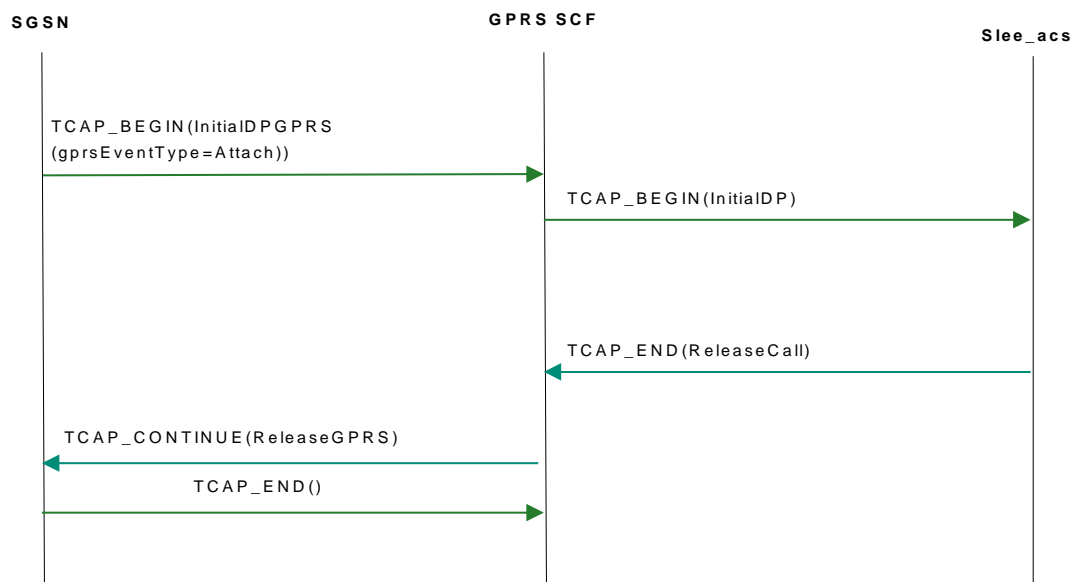 SGSN
GPRS SCF
Slee_acs
TCAP_BEGIN(InitialDPGPRS
(gprsEventType=Attach))
TCAP_BEGIN(InitialDP)
TCAP_END(ReleaseCall)
TCAP_CONTINUE(ReleaseGPRS)
TCAP_END()